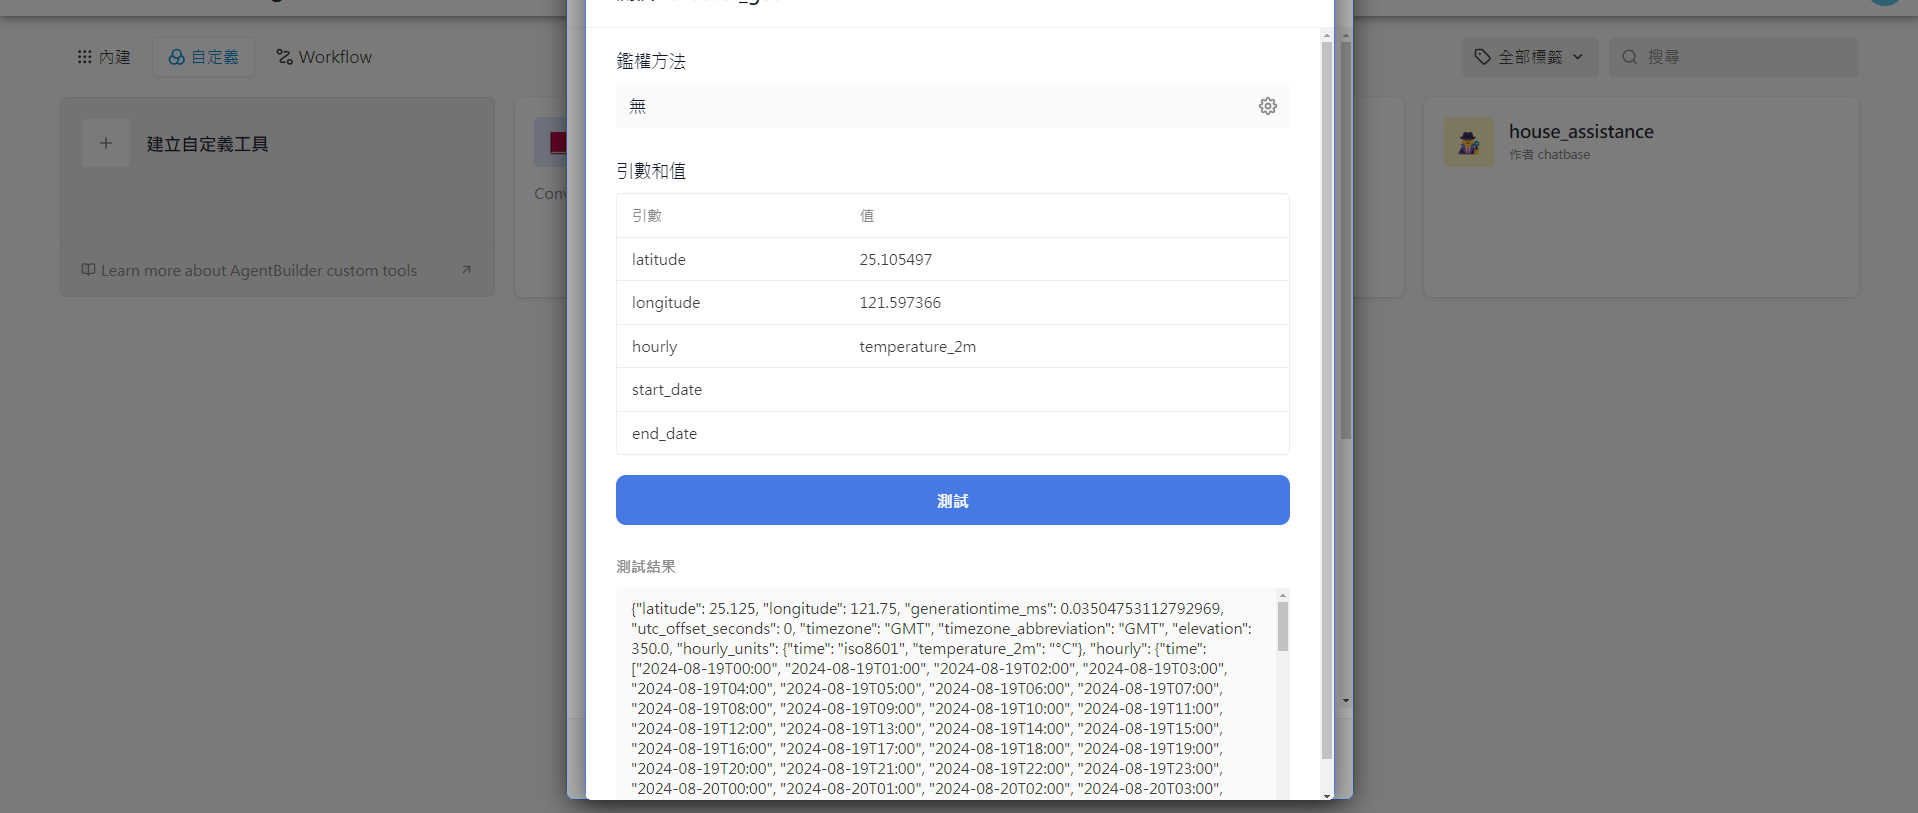 內建
自定義
Workflow
全部標籤
搜尋
建立自定義工具
Learn more about AgentBuilder custom tools
house_assistance
作者 chatbase
鑑權方法
無
引數和值
引數 值
latitude 25.105497
longitude 121.597366
hourly temperature_2m
start_date
end_date
測試
測試結果
{"latitude": 25.125, "longitude": 121.75, "generationtime_ms": 0.03504753112792969,
"utc_offset_seconds": 0, "timezone": "GMT", "timezone_abbreviation": "GMT", "elevation":
350.0, "hourly_units": {"time": "iso8601", "temperature_2m": "°C"}, "hourly": {"time":
["2024-08-19T00:00", "2024-08-19T01:00", "2024-08-19T02:00", "2024-08-19T03:00",
"2024-08-19T04:00", "2024-08-19T05:00", "2024-08-19T06:00", "2024-08-19T07:00",
"2024-08-19T08:00", "2024-08-19T09:00", "2024-08-19T10:00", "2024-08-19T11:00",
"2024-08-19T12:00", "2024-08-19T13:00", "2024-08-19T14:00", "2024-08-19T15:00",
"2024-08-19T16:00", "2024-08-19T17:00", "2024-08-19T18:00", "2024-08-19T19:00",
"2024-08-19T20:00", "2024-08-19T21:00", "2024-08-19T22:00", "2024-08-19T23:00",
"2024-08-20T00:00", "2024-08-20T01:00", "2024-08-20T02:00", "2024-08-20T03:00",